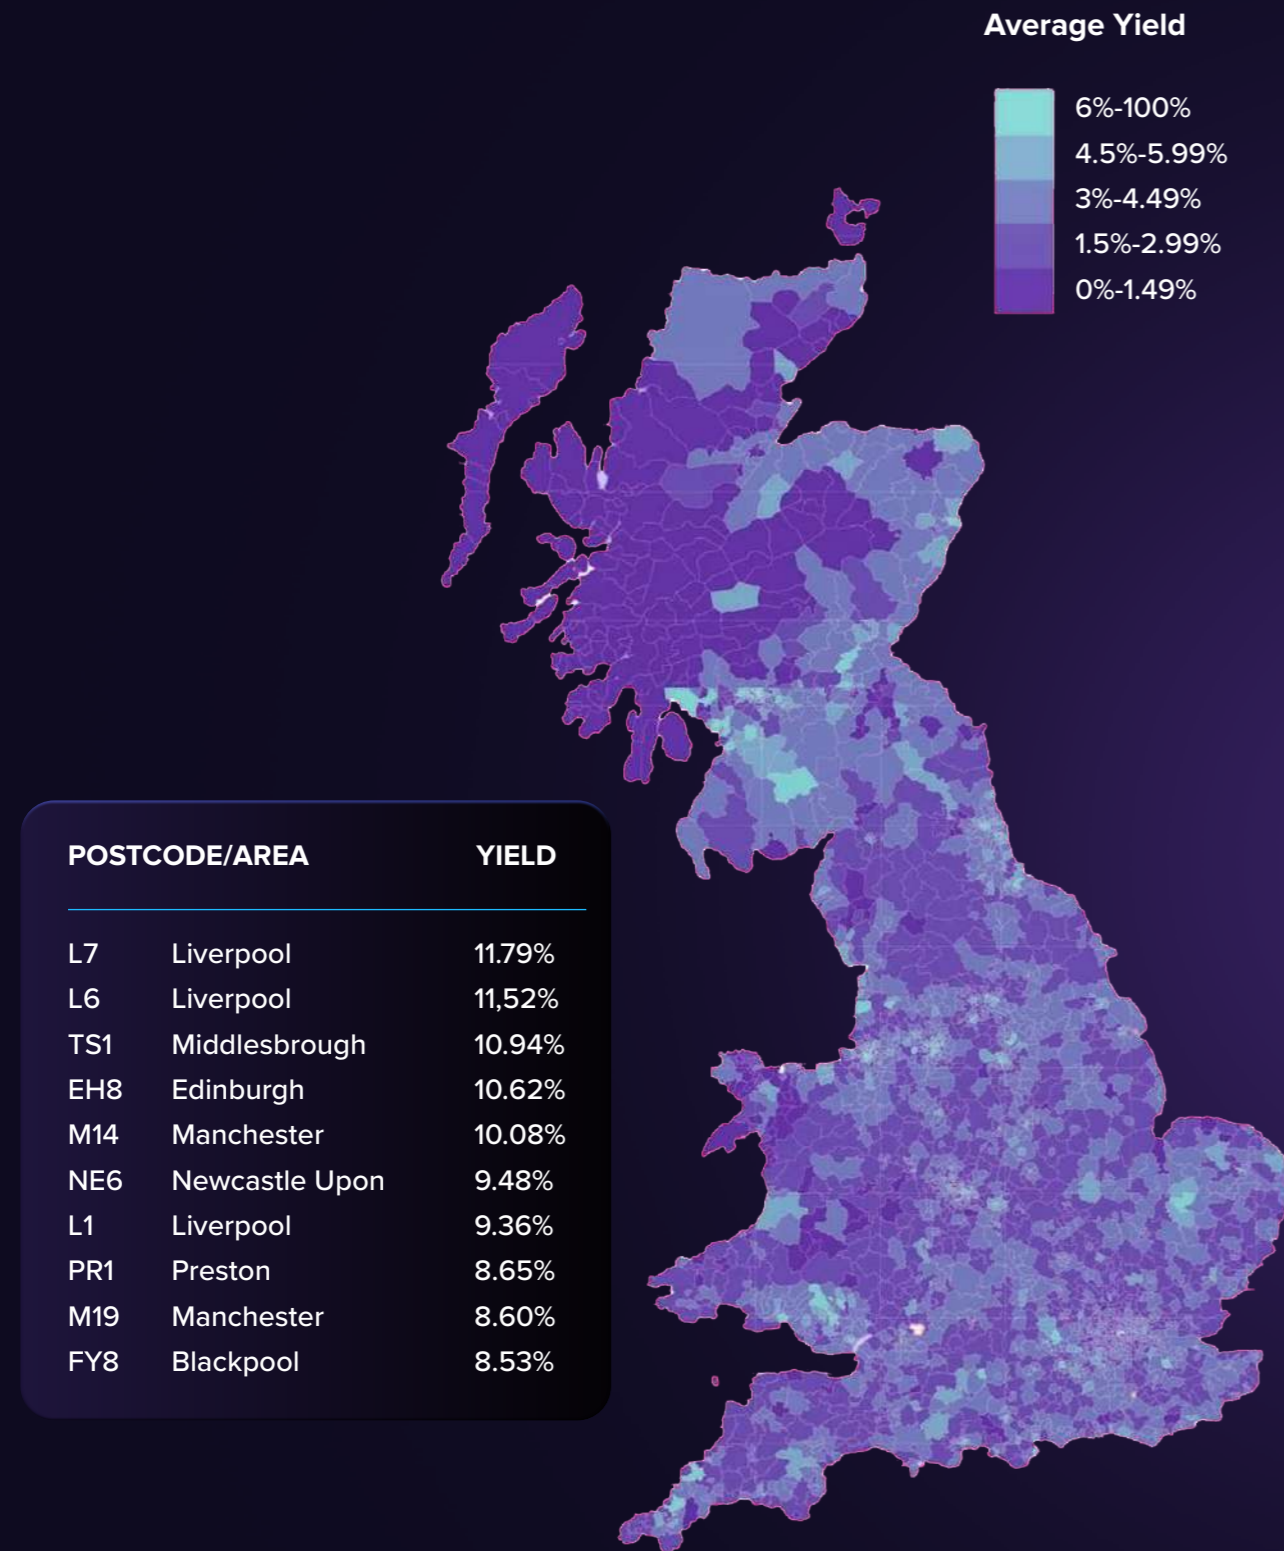 Average Yield
6%-100%
4.5%-5.99%
3%-4.49%
1.5%-2.99%
0%-1.49%
POSTCODE/AREA YIELD
L7 Liverpool 11.79%
L6 Liverpool 11,52%
TS1 Middlesbrough 10.94%
EH8 Edinburgh 10.62%
M14 Manchester 10.08%
NE6 Newcastle Upon 9.48%
L1 Liverpool 9.36%
PR1 Preston 8.65%
M19 Manchester 8.60%
FY8 Blackpool 8.53%